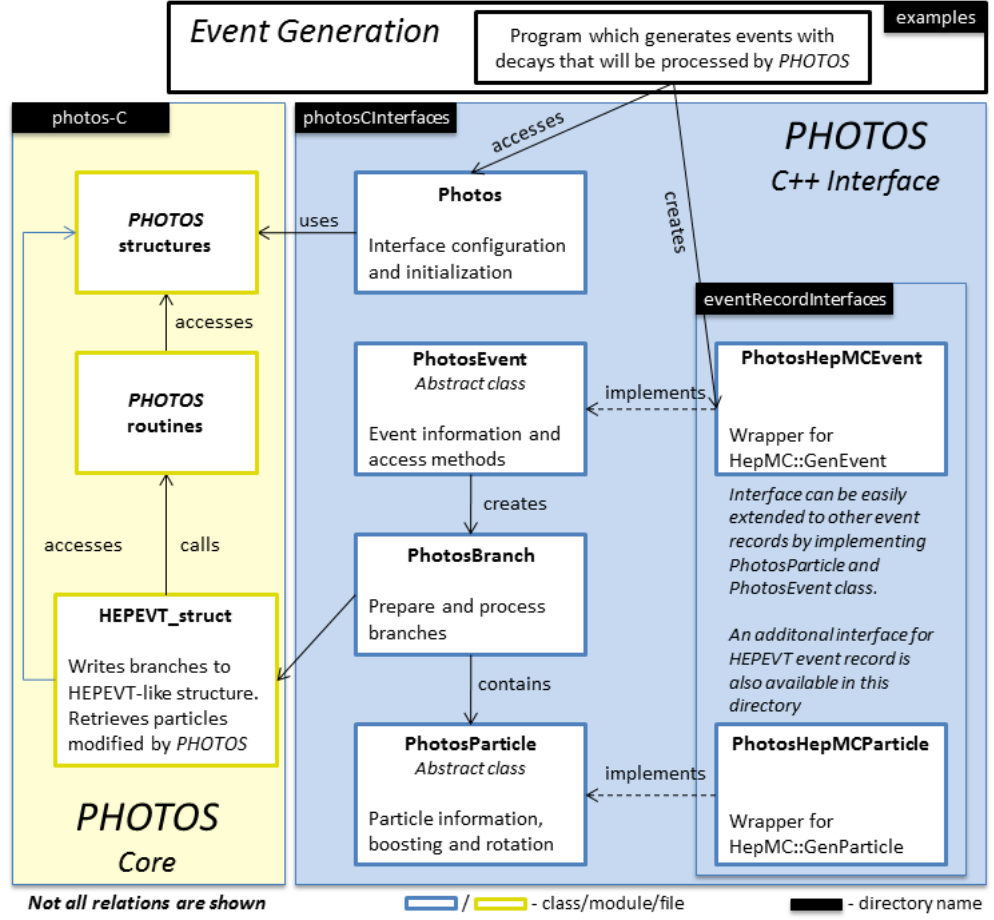 Event Generation
examples
Program which generates events with
decays that will be processed by PHOTOS
photos-C
photosCInterfaces
accesses
PHOTOS
C++ Interface
creates
PHOTOS
structures
uses
Photos
Interface configuration
and initialization
accesses
eventRecordInterfaces
PHOTOS
routines
PhotosEvent
Abstract class
Event information and
access methods
implements
PhotosHepMCEvent
Wrapper for
HepMC::GenEvent
Interface can be easily
extended to other event
records by implementing
PhotosParticle and
PhotosEvent class.
An additonal interface for
HEPEVT event record is
also available in this
directory
creates
accesses
calls
PhotosBranch
Prepare and process
branches
HEPEVT_struct
Writes branches to
HEPEVT-like structure.
Retrieves particles
modified by PHOTOS
contains
PhotosParticle
Abstract class
Particle information,
boosting and rotation
implements
PhotosHepMCParticle
Wrapper for
HepMC::GenParticle
PHOTOS
Core
Not all relations are shown
/ - class/module/file
- directory name